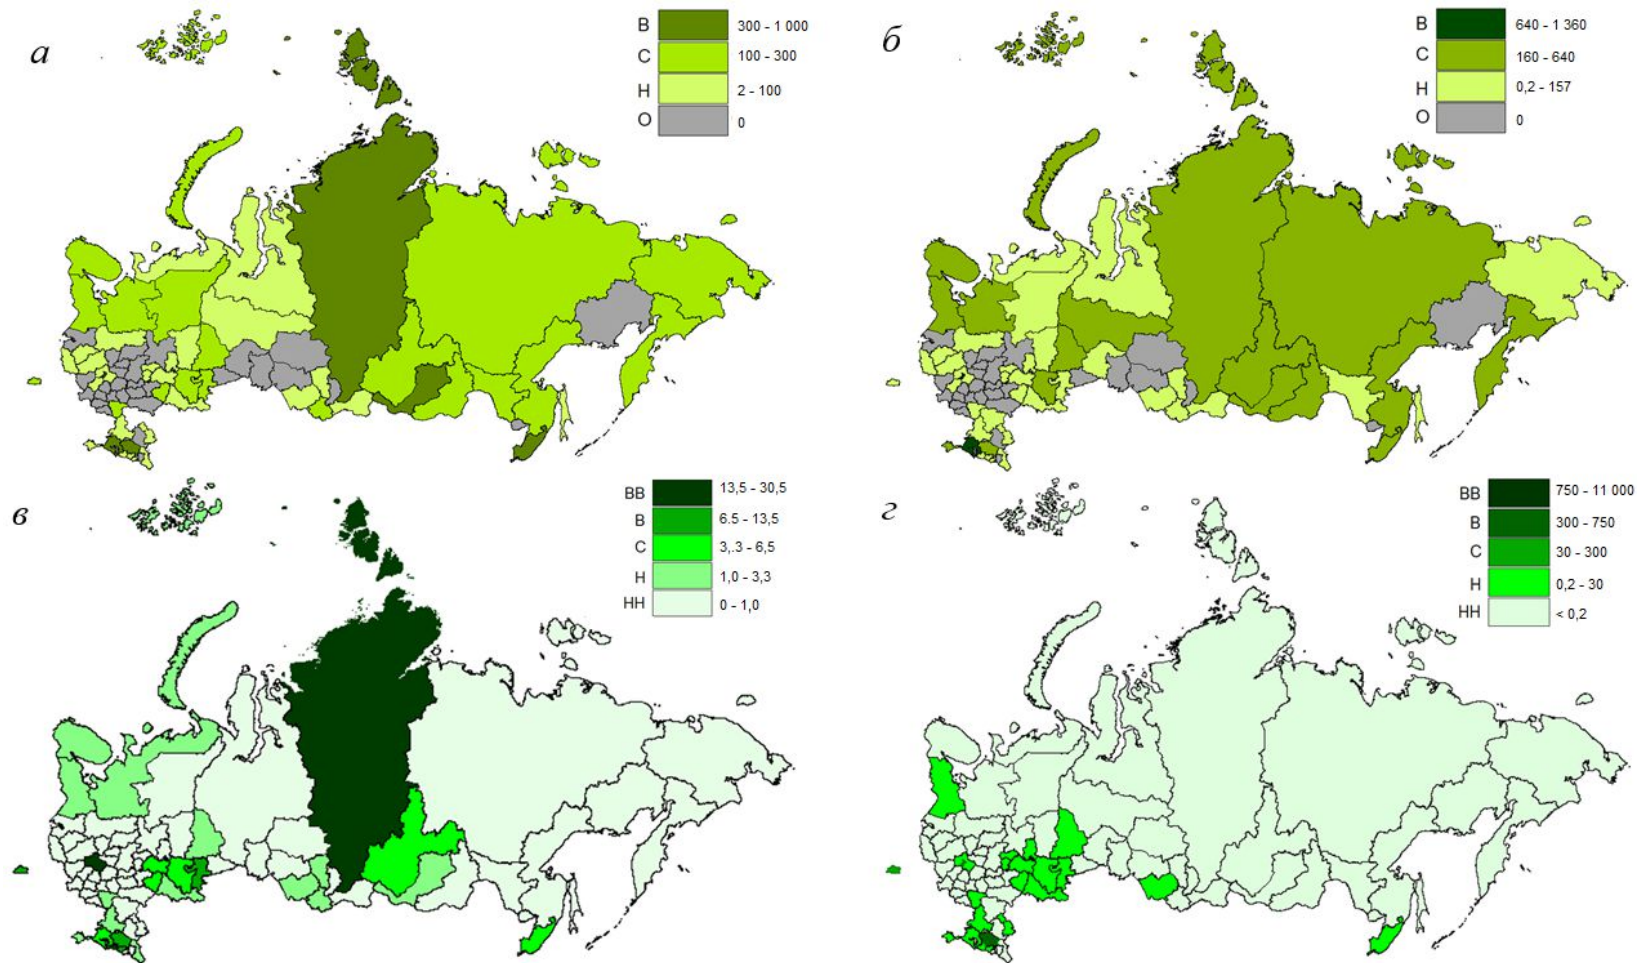 а
В 300 - 1 000
С 100 - 300
Н 2 - 100
О 0
б
В 640 - 1 360
С 160 - 640
Н 0,2 - 157
О 0
в
ВВ 13,5 - 30,5
В 6.5 - 13,5
С 3,.3 - 6,5
Н 1,0 - 3,3
НН 0 - 1,0
г
ВВ 750 - 11 000
В 300 - 750
С 30 - 300
Н 0,2 - 30
НН < 0,2